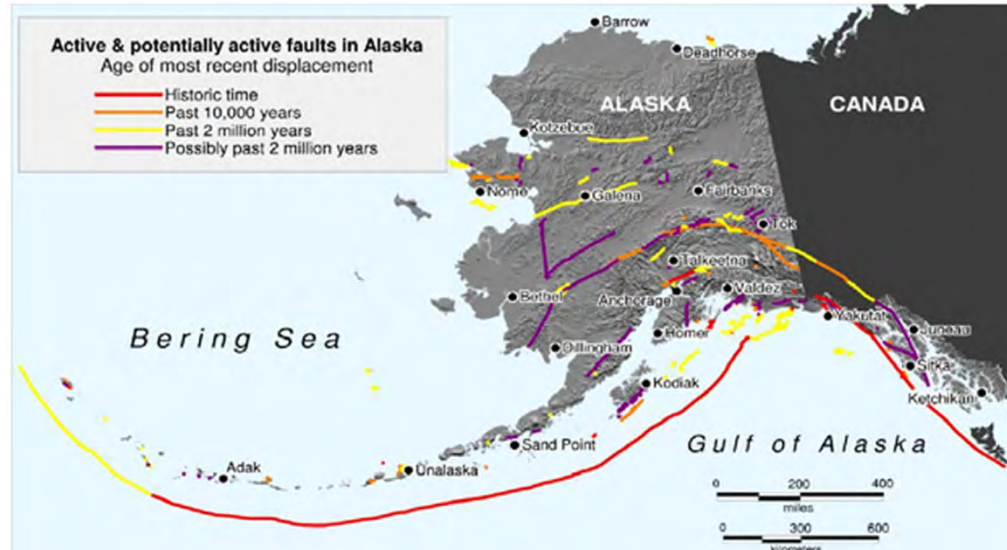 Active & potentially active faults in Alaska
Age of most recent displacement
Historic time
Past 10,000 years
Past 2 million years
Possibly past 2 million years
Barrow
Deadhorse
ALASKA
CANADA
Kotzebue
Nome
Galena
Fairbanks
Tok
Talkeetna
Bethel
Anchorage
Valdez
Yakutat
Juneau
Bering Sea
Homer
Dillingham
Sitka
Kodiak
Ketchikan
Sand Point
Gulf of Alaska
Adak
Unalaska
0 200 400
miles
0 300 600
kilometers